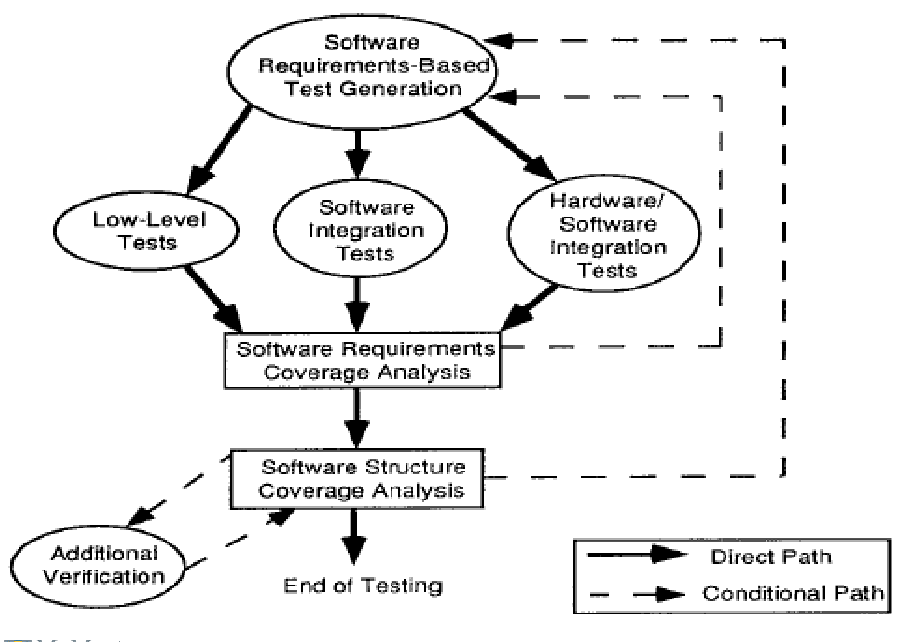 Software
Requirements-Based
Test Generation
Low-Level
Tests
Software
Integration
Tests
Hardware/
Software
Integration
Tests
Software Requirements
Coverage Analysis
Software Structure
Coverage Analysis
Additional
Verification
End of Testing
Direct Path
Conditional Path